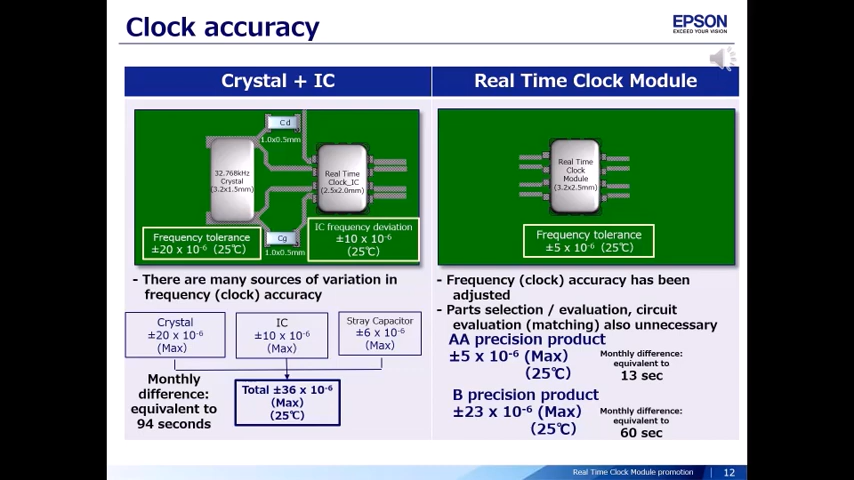 Clock accuracy
EPSON
EXCEED YOUR VISION
Crystal + IC
Real Time Clock Module
Cd
1.0x0.5mm
32.768kHz
Crystal
(3.2x1.5mm)
Real Time
Clock_IC
(2.5x2.0mm)
Cg
1.0x0.5mm
Frequency tolerance
±20 x 10⁻⁶ (25℃)
IC frequency deviation
±10 x 10⁻⁶
(25℃)
Real Time
Clock
Module
(3.2x2.5mm)
Frequency tolerance
±5 x 10⁻⁶ (25℃)
- There are many sources of variation in
frequency (clock) accuracy
Crystal
±20 x 10⁻⁶
(Max)
IC
±10 x 10⁻⁶
(Max)
Stray Capacitor
±6 x 10⁻⁶
(Max)
Monthly
difference:
equivalent to
94 seconds
Total ±36 x 10⁻⁶
(Max)
(25℃)
- Frequency (clock) accuracy has been
adjusted
- Parts selection / evaluation, circuit
evaluation (matching) also unnecessary
AA precision product
±5 x 10⁻⁶ (Max)
(25℃)
Monthly difference:
equivalent to
13 sec
B precision product
±23 x 10⁻⁶ (Max)
(25℃)
Monthly difference:
equivalent to
60 sec
Real Time Clock Module promotion
12